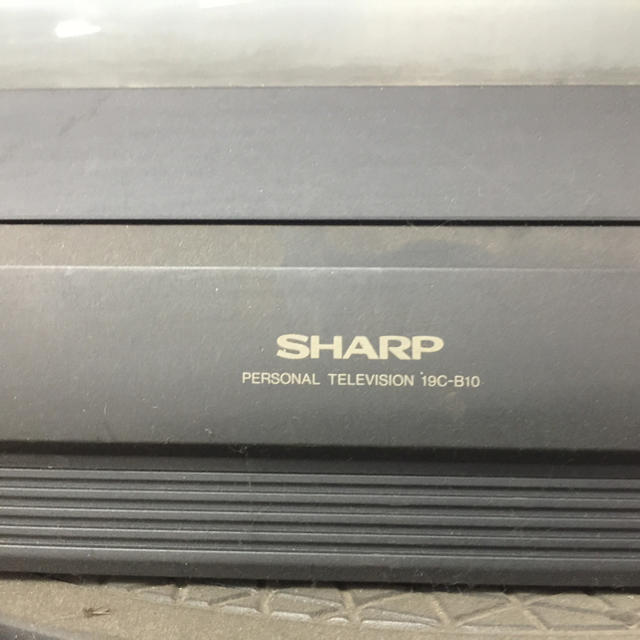 SHARP
PERSONAL TELEVISION 19C-B10